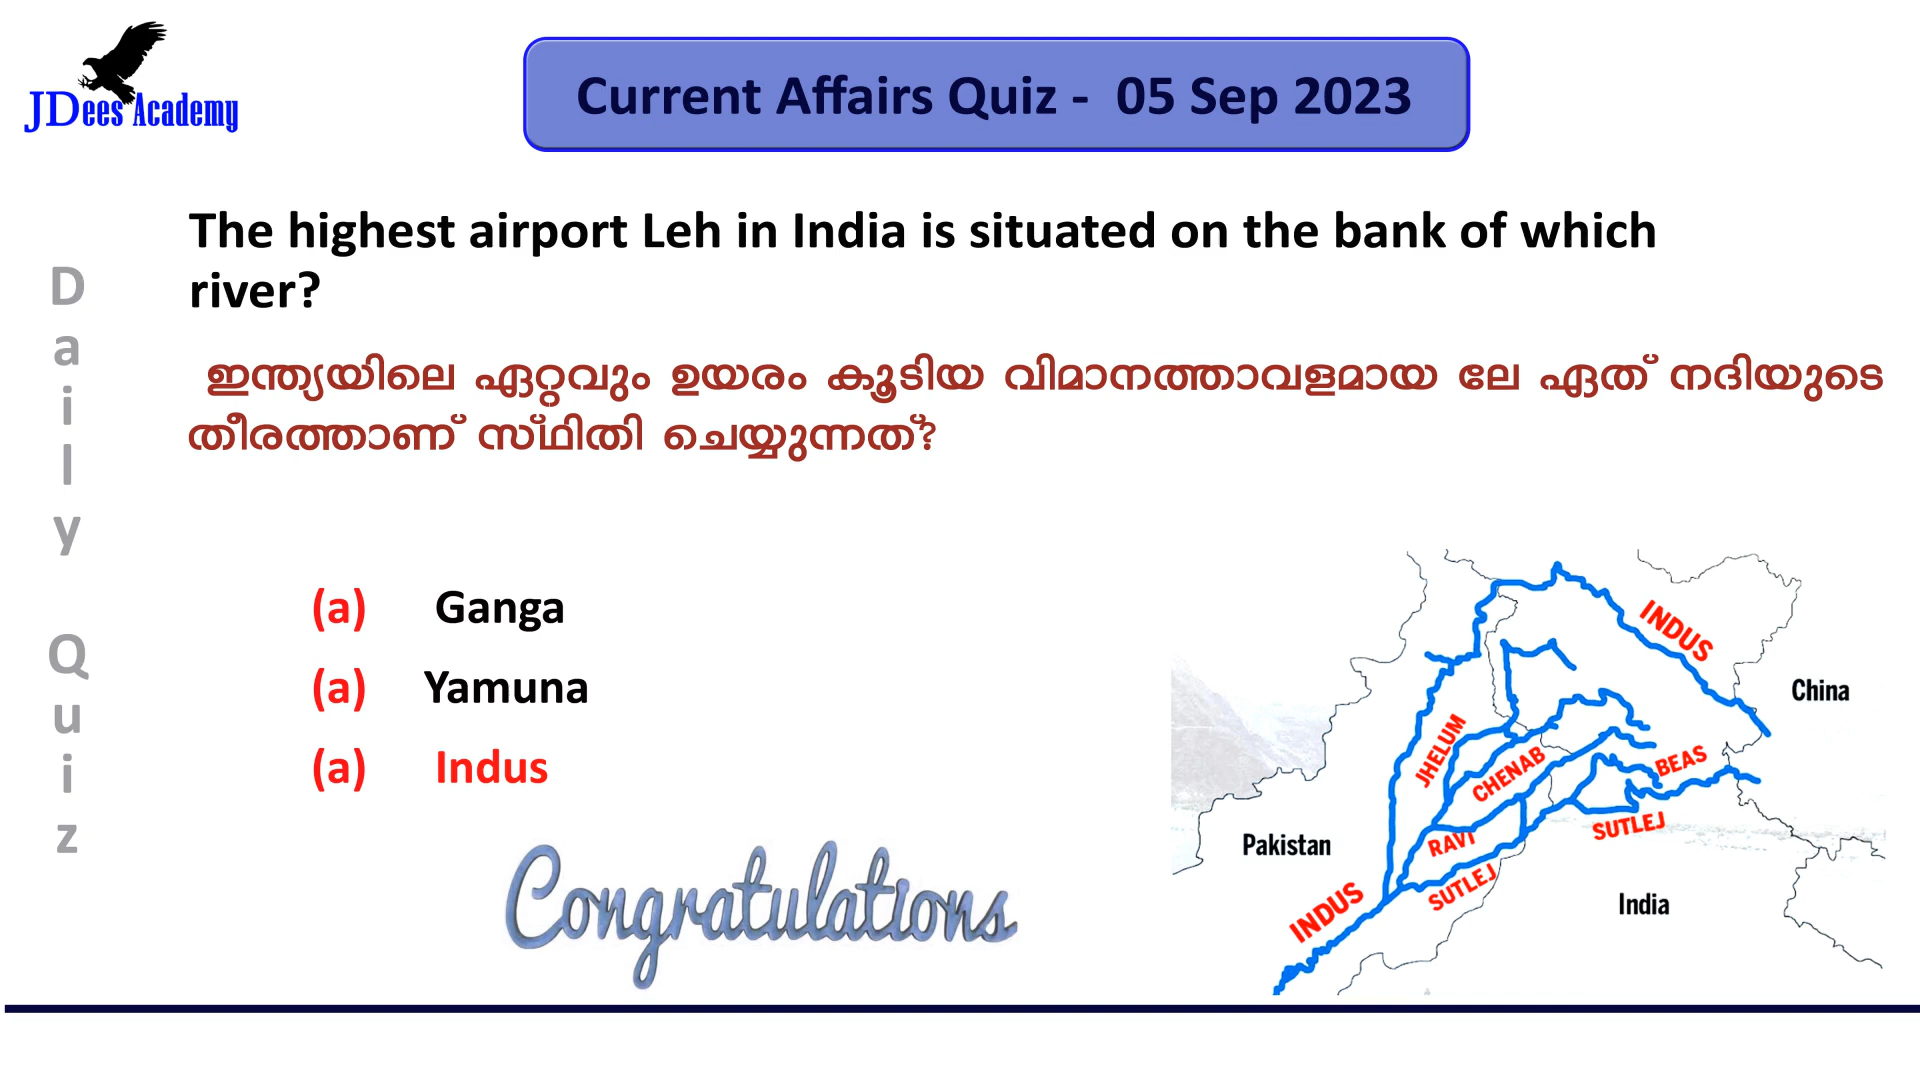 JDees Academy
Current Affairs Quiz - 05 Sep 2023
The highest airport Leh in India is situated on the bank of which
river?
ഇന്ത്യയിലെ ഏറ്റവും ഉയരം കൂടിയ വിമാനത്താവളമായ ലേ ഏത് നദിയുടെ
തീരത്താണ് സ്ഥിതി ചെയ്യുന്നത്?
Daily Quiz
(a) Ganga
(a) Yamuna
(a) Indus
Congratulations
INDUS
China
JHELUM
CHENAB
BEAS
SUTLEJ
RAVI
Pakistan
SUTLEJ
INDUS
India